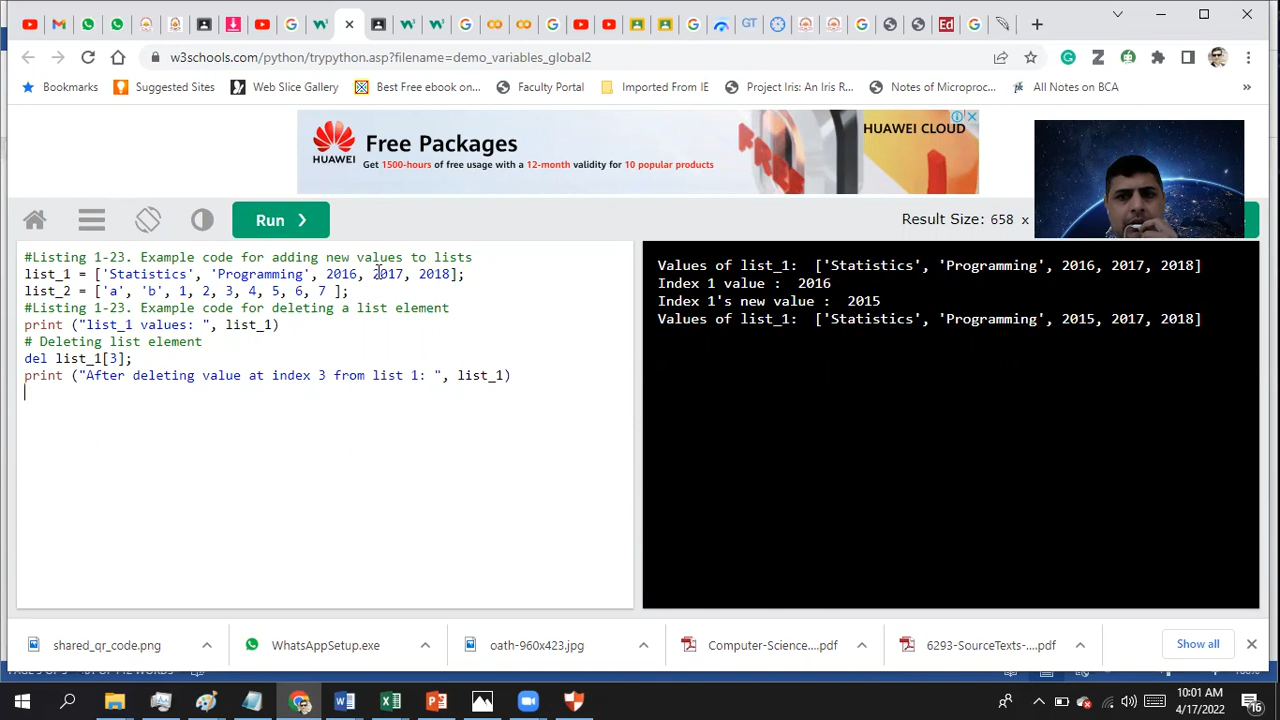 w3schools.com/python/trypython.asp?filename=demo_variables_global2
Bookmarks
Suggested Sites
Web Slice Gallery
Best Free ebook on...
Faculty Portal
Imported From IE
Project Iris: An Iris R...
Notes of Microproc...
All Notes on BCA
HUAWEI
Free Packages
Get 1500-hours of free usage with a 12-month validity for 10 popular products
HUAWEI CLOUD
Run ❯
Result Size: 658 x
#Listing 1-23. Example code for adding new values to lists
list_1 = ['Statistics', 'Programming', 2016, 2017, 2018];
list_2 = ['a', 'b', 1, 2, 3, 4, 5, 6, 7 ];
#Listing 1-23. Example code for deleting a list element
print ("list_1 values: ", list_1)
# Deleting list element
del list_1[3];
print ("After deleting value at index 3 from list 1: ", list_1)
Values of list_1:  ['Statistics', 'Programming', 2016, 2017, 2018]
Index 1 value :  2016
Index 1's new value :  2015
Values of list_1:  ['Statistics', 'Programming', 2015, 2017, 2018]
shared_qr_code.png
WhatsAppSetup.exe
oath-960x423.jpg
Computer-Science....pdf
6293-SourceTexts-....pdf
Show all
10:01 AM
4/17/2022
16